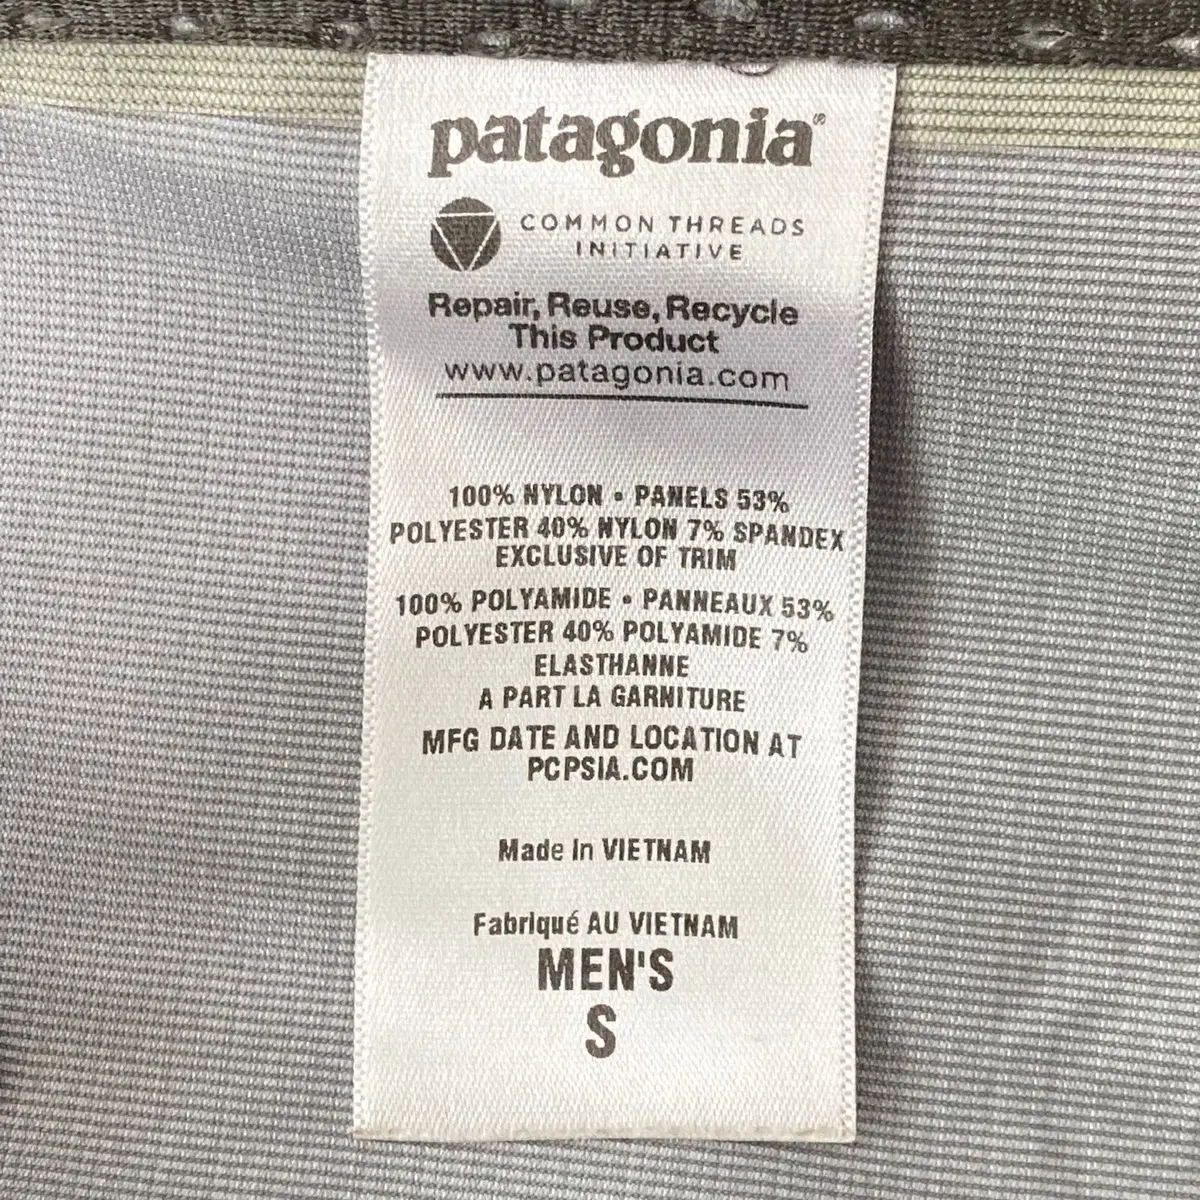 patagonia®
COMMON THREADS
INITIATIVE
Repair, Reuse, Recycle
This Product
www.patagonia.com
100% NYLON • PANELS 53%
POLYESTER 40% NYLON 7% SPANDEX
EXCLUSIVE OF TRIM
100% POLYAMIDE • PANNEAUX 53%
POLYESTER 40% POLYAMIDE 7%
ELASTHANNE
A PART LA GARNITURE
MFG DATE AND LOCATION AT
PCPSIA.COM
Made In VIETNAM
Fabriqué AU VIETNAM
MEN'S
S